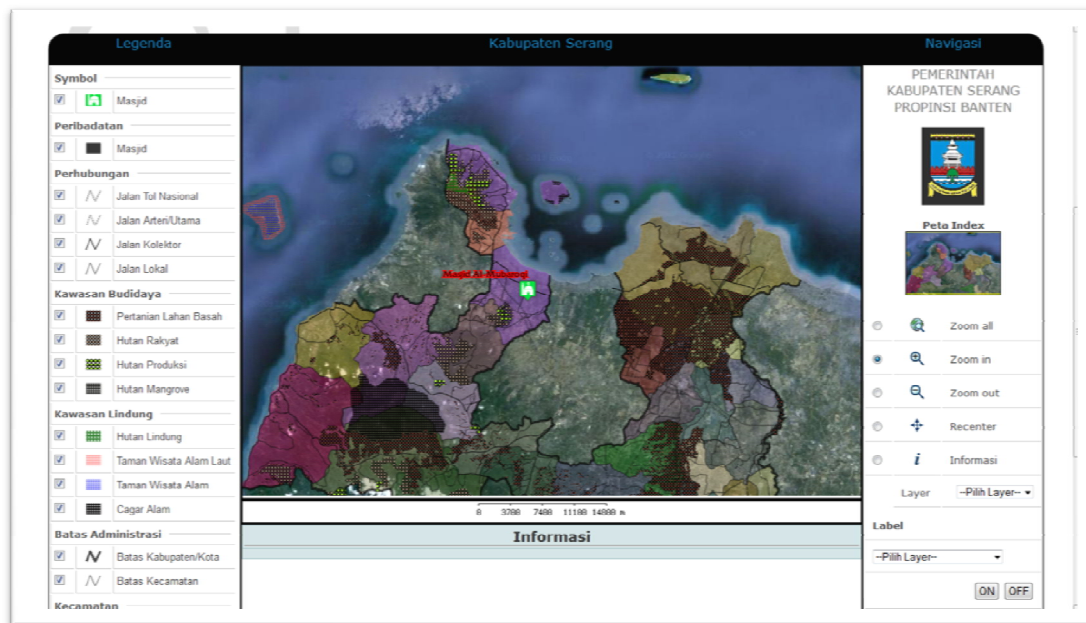 Legenda
Kabupaten Serang
Navigasi
Symbol
Masjid
Peribadatan
Masjid
Perhubungan
Jalan Tol Nasional
Jalan Arteri/Utama
Jalan Kolektor
Jalan Lokal
Kawasan Budidaya
Pertanian Lahan Basah
Hutan Rakyat
Hutan Produksi
Hutan Mangrove
Kawasan Lindung
Hutan Lindung
Taman Wisata Alam Laut
Taman Wisata Alam
Cagar Alam
Batas Administrasi
Batas Kabupaten/Kota
Batas Kecamatan
Kecamatan
Masjid Al-Mubaroq
0 3700 7400 11100 14800 m
Informasi
PEMERINTAH
KABUPATEN SERANG
PROPINSI BANTEN
Peta Index
Zoom all
Zoom in
Zoom out
Recenter
i Informasi
Layer --Pilih Layer--
Label
--Pilih Layer--
ON OFF